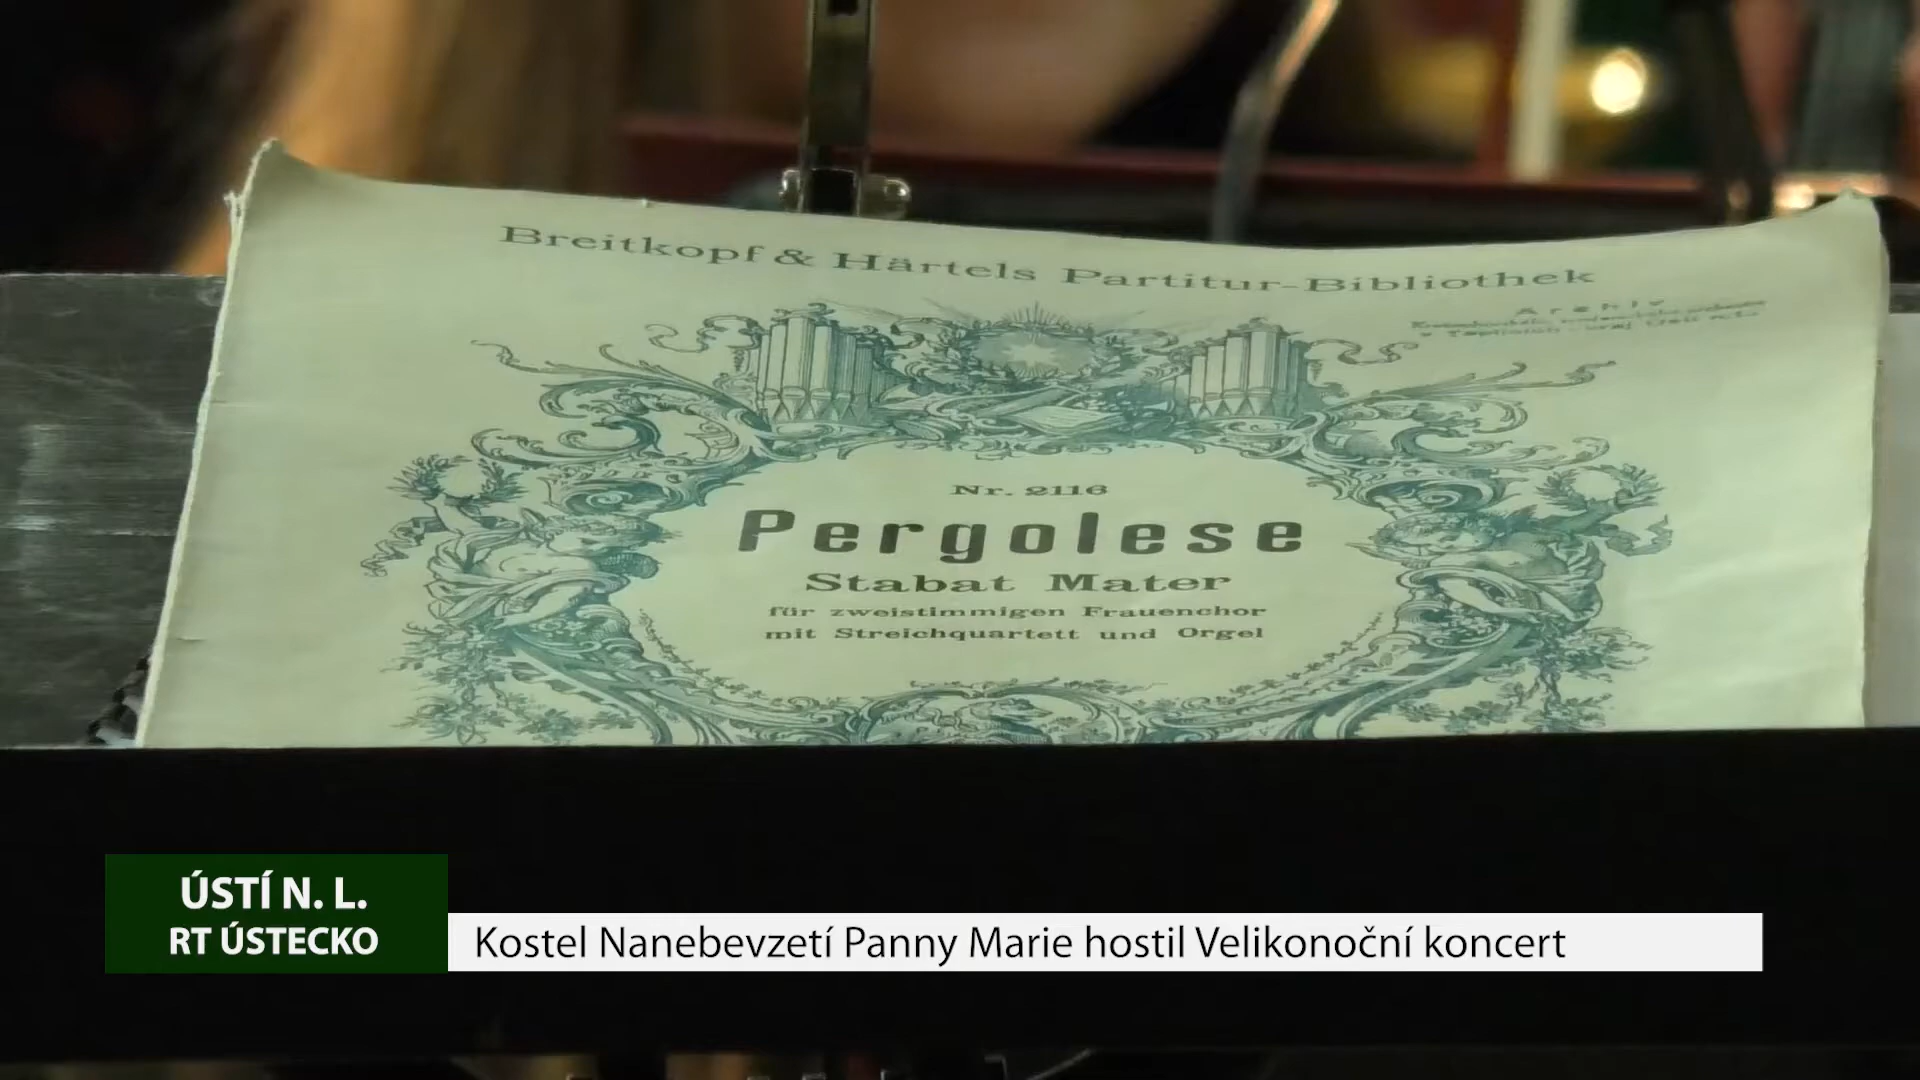 Breitkopf & Härtels Partitur-Bibliothek
Archiv
Nr. 2116
Pergolese
Stabat Mater
für zweistimmigen Frauenchor
mit Streichquartett und Orgel
ÚSTÍ N. L.
RT ÚSTECKO
Kostel Nanebevzetí Panny Marie hostil Velikonoční koncert